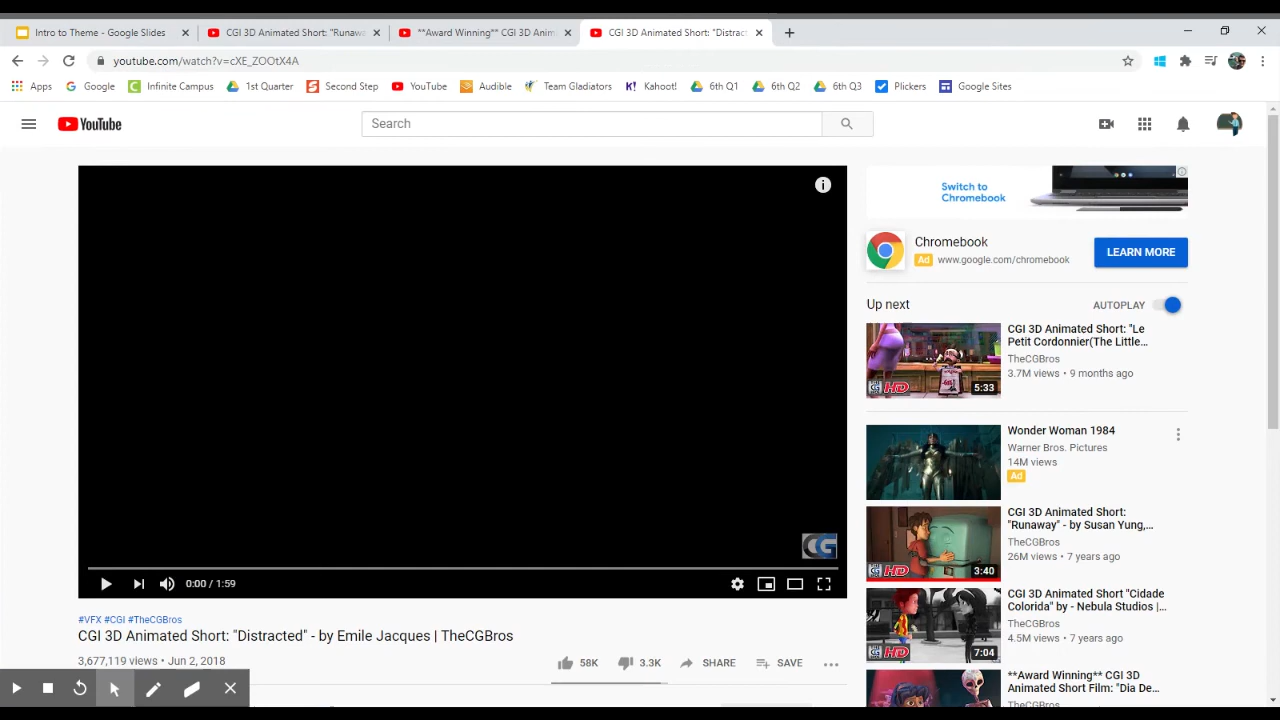 Intro to Theme - Google Slides
CGI 3D Animated Short: "Runaw
**Award Winning** CGI 3D Anim
CGI 3D Animated Short: "Distract
youtube.com/watch?v=cXE_ZOOtX4A
Apps Google Infinite Campus 1st Quarter Second Step YouTube Audible Team Gladiators K! Kahoot! 6th Q1 6th Q2 6th Q3 Plickers Google Sites
YouTube
Search
Switch to
Chromebook
Chromebook
Ad www.google.com/chromebook
LEARN MORE
Up next
AUTOPLAY
CGI 3D Animated Short: "Le
Petit Cordonnier(The Little...
TheCGBros
3.7M views • 9 months ago
HD
5:33
Wonder Woman 1984
Warner Bros. Pictures
14M views
Ad
CGI 3D Animated Short:
"Runaway" - by Susan Yung,...
TheCGBros
26M views • 7 years ago
HD
3:40
CGI 3D Animated Short "Cidade
Colorida" by - Nebula Studios |...
TheCGBros
4.5M views • 7 years ago
HD
7:04
**Award Winning** CGI 3D
Animated Short Film: "Dia De...
TheCGBros
CG
0:00 / 1:59
#VFX #CGI #TheCGBros
CGI 3D Animated Short: "Distracted" - by Emile Jacques | TheCGBros
3,677,119 views • Jun 2, 2018
58K 3.3K SHARE SAVE